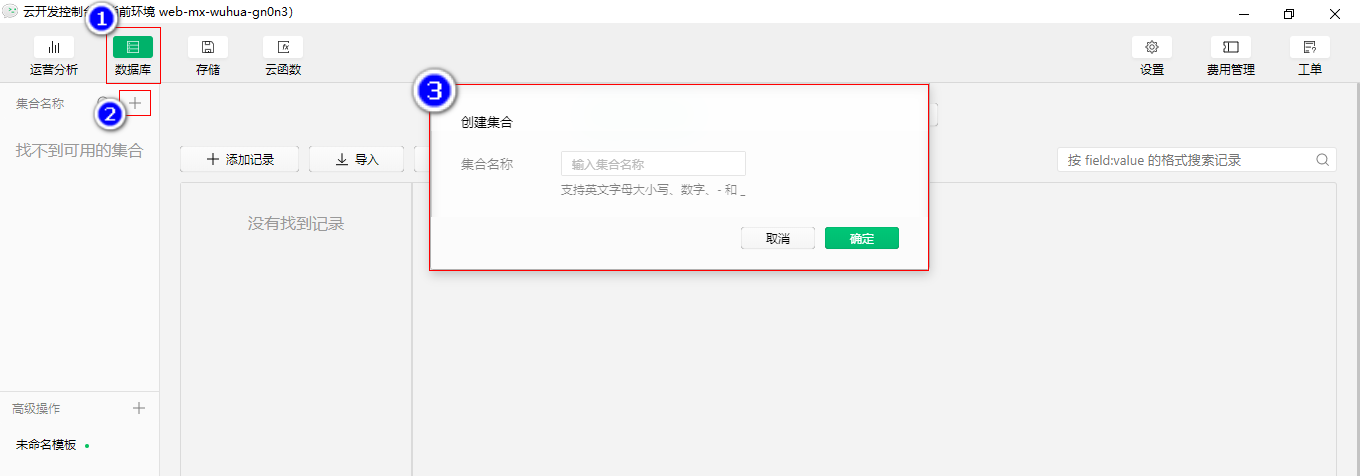 云开发控制台 当前环境 web-mx-wuhua-gn0n3)
1
运营分析
数据库
存储
云函数
设置
费用管理
工单
集合名称
2
找不到可用的集合
添加记录
导入
按 field:value 的格式搜索记录
没有找到记录
3
创建集合
集合名称
输入集合名称
支持英文字母大小写、数字、- 和 _
取消
确定
高级操作
未命名模板